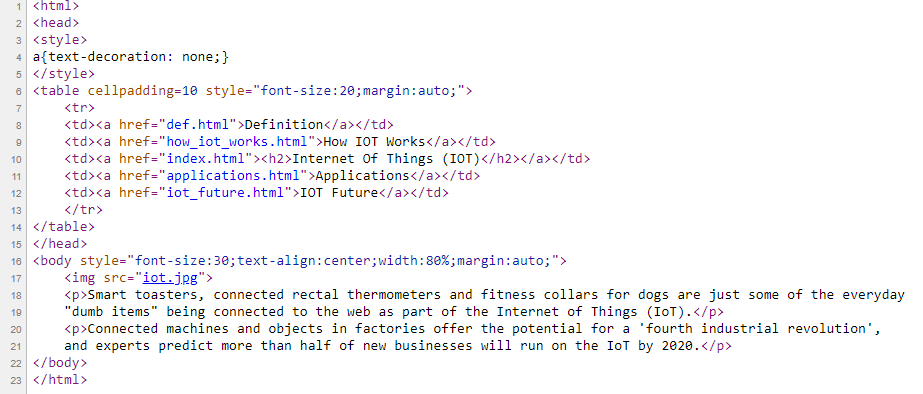 1 <html>
2 <head>
3 <style>
4 a{text-decoration: none;}
5 </style>
6 <table cellpadding=10 style="font-size:20;margin:auto;">
7 <tr>
8 <td><a href="def.html">Definition</a></td>
9 <td><a href="how_iot_works.html">How IOT Works</a></td>
10 <td><a href="index.html"><h2>Internet Of Things (IOT)</h2></a></td>
11 <td><a href="applications.html">Applications</a></td>
12 <td><a href="iot_future.html">IOT Future</a></td>
13 </tr>
14 </table>
15 </head>
16 <body style="font-size:30;text-align:center;width:80%;margin:auto;">
17 <img src="iot.jpg">
18 <p>Smart toasters, connected rectal thermometers and fitness collars for dogs are just some of the everyday
19 "dumb items" being connected to the web as part of the Internet of Things (IoT).</p>
20 <p>Connected machines and objects in factories offer the potential for a 'fourth industrial revolution',
21 and experts predict more than half of new businesses will run on the IoT by 2020.</p>
22 </body>
23 </html>